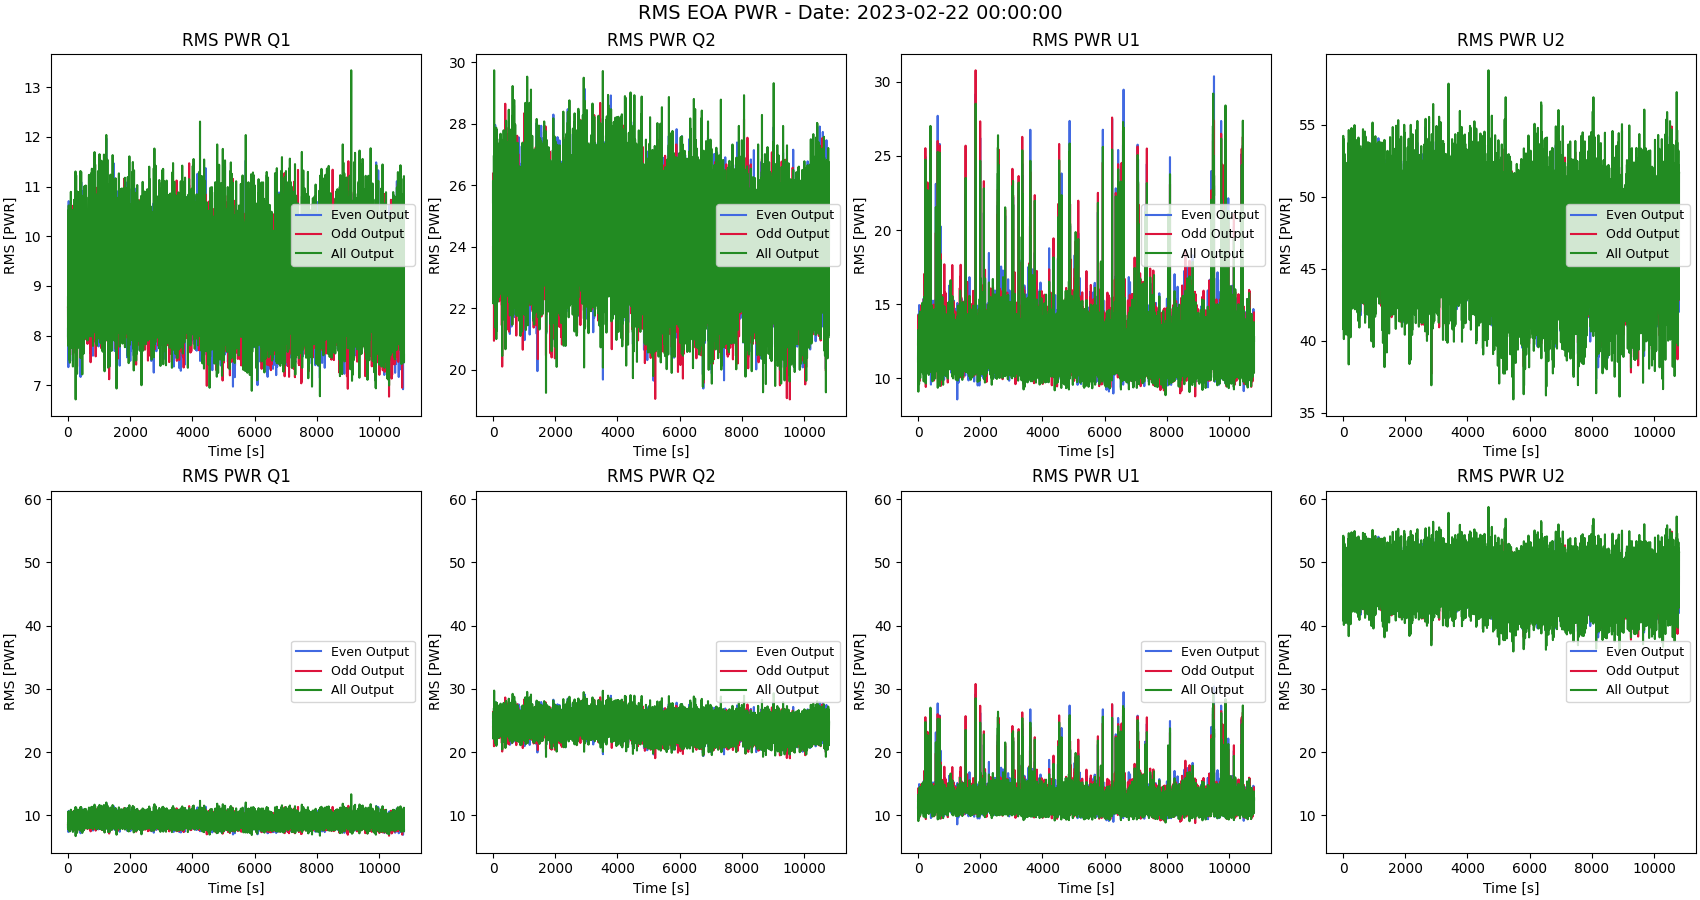 RMS EOA PWR - Date: 2023-02-22 00:00:00
RMS PWR Q1
RMS [PWR]
13
12
11
10
9
8
7
0 2000 4000 6000 8000 10000
Time [s]
Even Output
Odd Output
All Output
RMS PWR Q2
RMS [PWR]
30
28
26
24
22
20
0 2000 4000 6000 8000 10000
Time [s]
Even Output
Odd Output
All Output
RMS PWR U1
RMS [PWR]
30
25
20
15
10
0 2000 4000 6000 8000 10000
Time [s]
Even Output
Odd Output
All Output
RMS PWR U2
RMS [PWR]
55
50
45
40
35
0 2000 4000 6000 8000 10000
Time [s]
Even Output
Odd Output
All Output
RMS PWR Q1
RMS [PWR]
60
50
40
30
20
10
0 2000 4000 6000 8000 10000
Time [s]
Even Output
Odd Output
All Output
RMS PWR Q2
RMS [PWR]
60
50
40
30
20
10
0 2000 4000 6000 8000 10000
Time [s]
Even Output
Odd Output
All Output
RMS PWR U1
RMS [PWR]
60
50
40
30
20
10
0 2000 4000 6000 8000 10000
Time [s]
Even Output
Odd Output
All Output
RMS PWR U2
RMS [PWR]
60
50
40
30
20
10
0 2000 4000 6000 8000 10000
Time [s]
Even Output
Odd Output
All Output